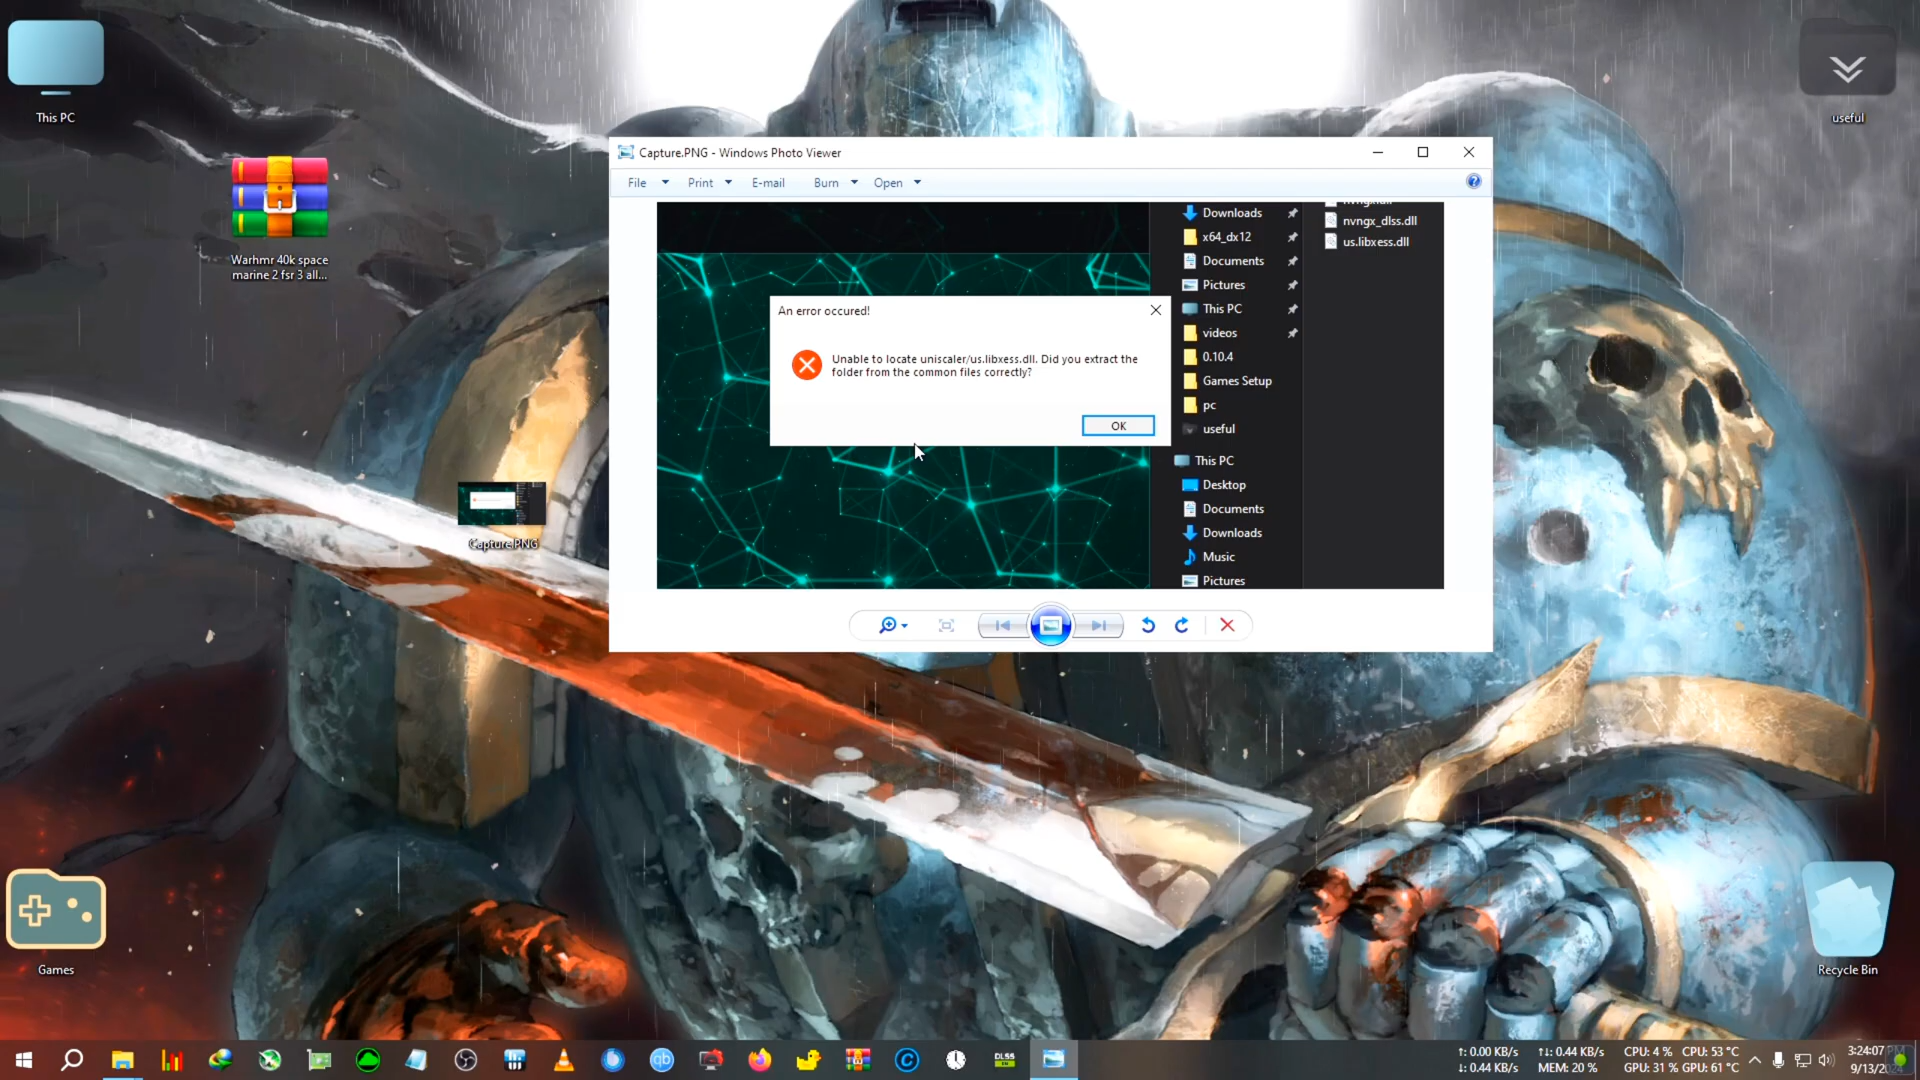 This PC
useful
Warhmr 40k space
marine 2 fsr 3 all...
Capture.PNG - Windows Photo Viewer
File
Print
E-mail
Burn
Open
Downloads
nvngx_dlss.dll
x64_dx12
us.libxess.dll
Documents
Pictures
An error occured!
This PC
videos
Unable to locate uniscaler/us.libxess.dll. Did you extract the
folder from the common files correctly?
0.10.4
Games Setup
pc
OK
useful
This PC
Desktop
Documents
Downloads
Music
Pictures
Capture.PNG
Games
Recycle Bin
qb
DLSS
↑: 0.00 KB/s
↓: 0.44 KB/s
↑↓: 0.44 KB/s
MEM: 20 %
CPU: 4 % CPU: 53 °C
GPU: 31 % GPU: 61 °C
3:24:07
9/13/